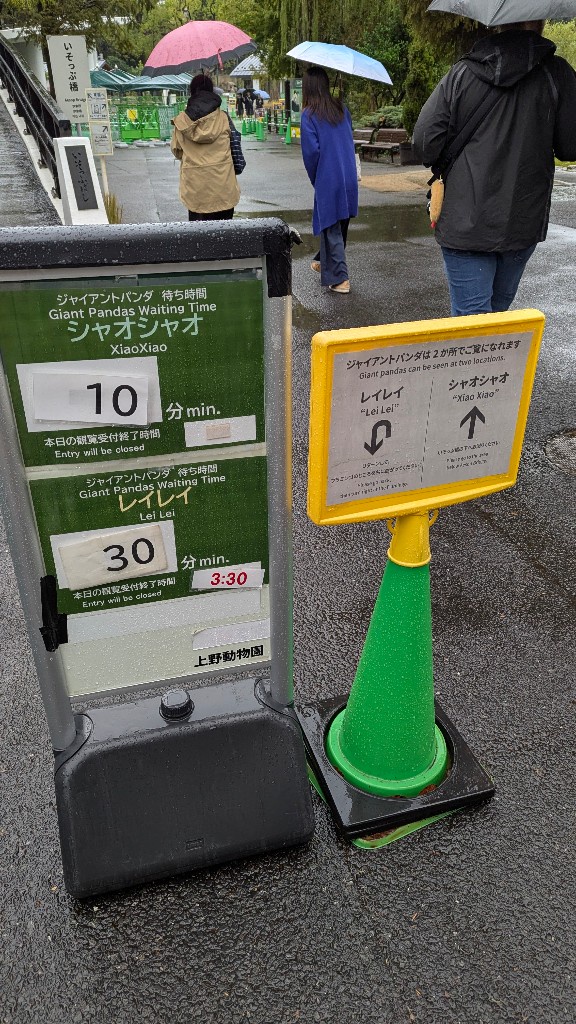 いそっぷ橋
いそっぷ橋
ジャイアントパンダ 待ち時間
Giant Pandas Waiting Time
シャオシャオ
XiaoXiao
10 分 min.
本日の観覧受付終了時間
Entry will be closed
ジャイアントパンダ 待ち時間
Giant Pandas Waiting Time
レイレイ
Lei Lei
30 分 min.
本日の観覧受付終了時間
Entry will be closed
3:30
上野動物園
ジャイアントパンダは2か所でご覧になれます
Giant pandas can be seen at two locations.
レイレイ
"Lei Lei"
シャオシャオ
"Xiao Xiao"